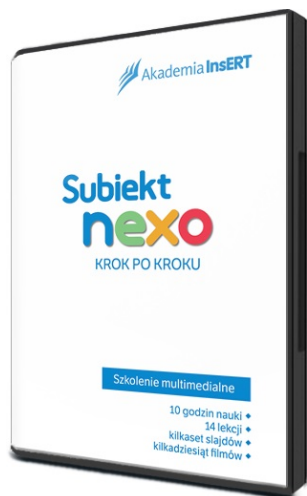 Akademia InsERT
Subiekt
nexo
KROK PO KROKU
Szkolenie multimedialne
10 godzin nauki ◆
14 lekcji ◆
kilkaset slajdów ◆
kilkadziesiąt filmów ◆